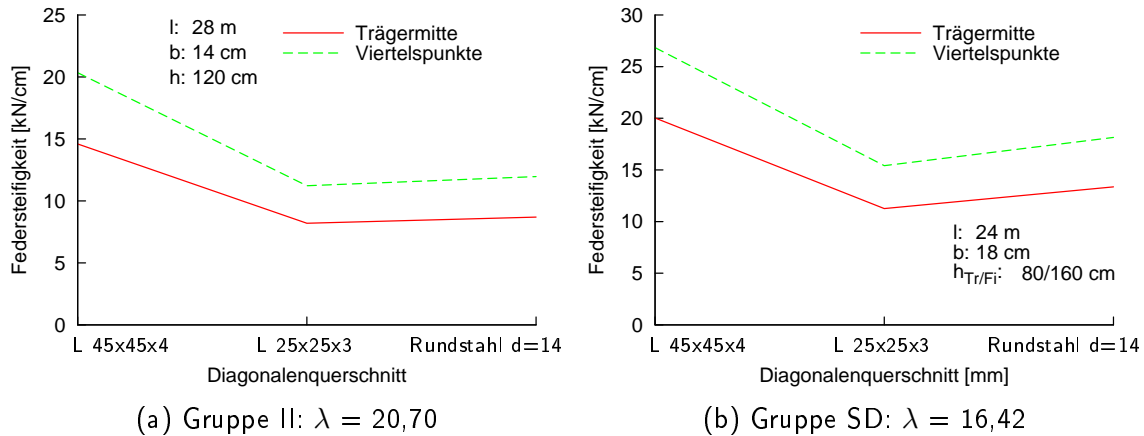 25
20
15
10
5
0
Federsteifigkeit [kN/cm]
l: 28 m
b: 14 cm
h: 120 cm
Trägermitte
Viertelspunkte
L 45x45x4
L 25x25x3
Rundstahl d=14
Diagonalenquerschnitt
(a) Gruppe II: λ = 20,70
30
25
20
15
10
5
0
Federsteifigkeit [kN/cm]
Trägermitte
Viertelspunkte
l: 24 m
b: 18 cm
hTr/Fi: 80/160 cm
L 45x45x4
L 25x25x3
Rundstahl d=14
Diagonalenquerschnitt [mm]
(b) Gruppe SD: λ = 16,42